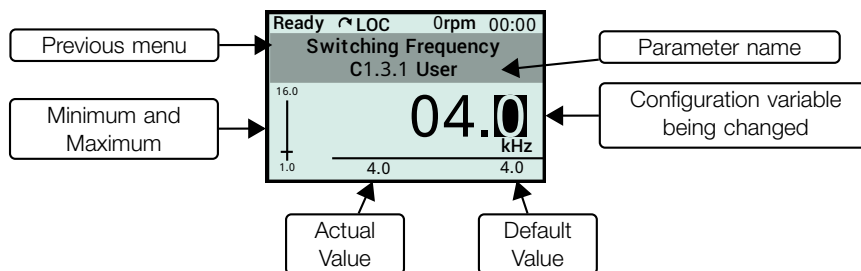 Ready ↷ LOC 0rpm 00:00
Previous menu
Switching Frequency
Parameter name
C1.3.1 User
16.0
Minimum and
Maximum
04.0
Configuration variable
being changed
kHz
1.0
4.0
4.0
Actual
Value
Default
Value